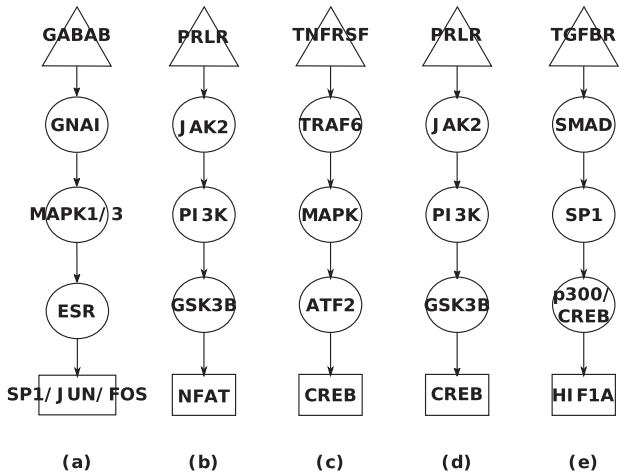 GABAB PRLR TNFRSF PRLR TGFBR
GNAI JAK2 TRAF6 JAK2 SMAD
MAPK1/3 PI3K MAPK PI3K SP1
ESR GSK3B ATF2 GSK3B p300/
CREB
SP1/JUN/FOS NFAT CREB CREB HIF1A
(a) (b) (c) (d) (e)